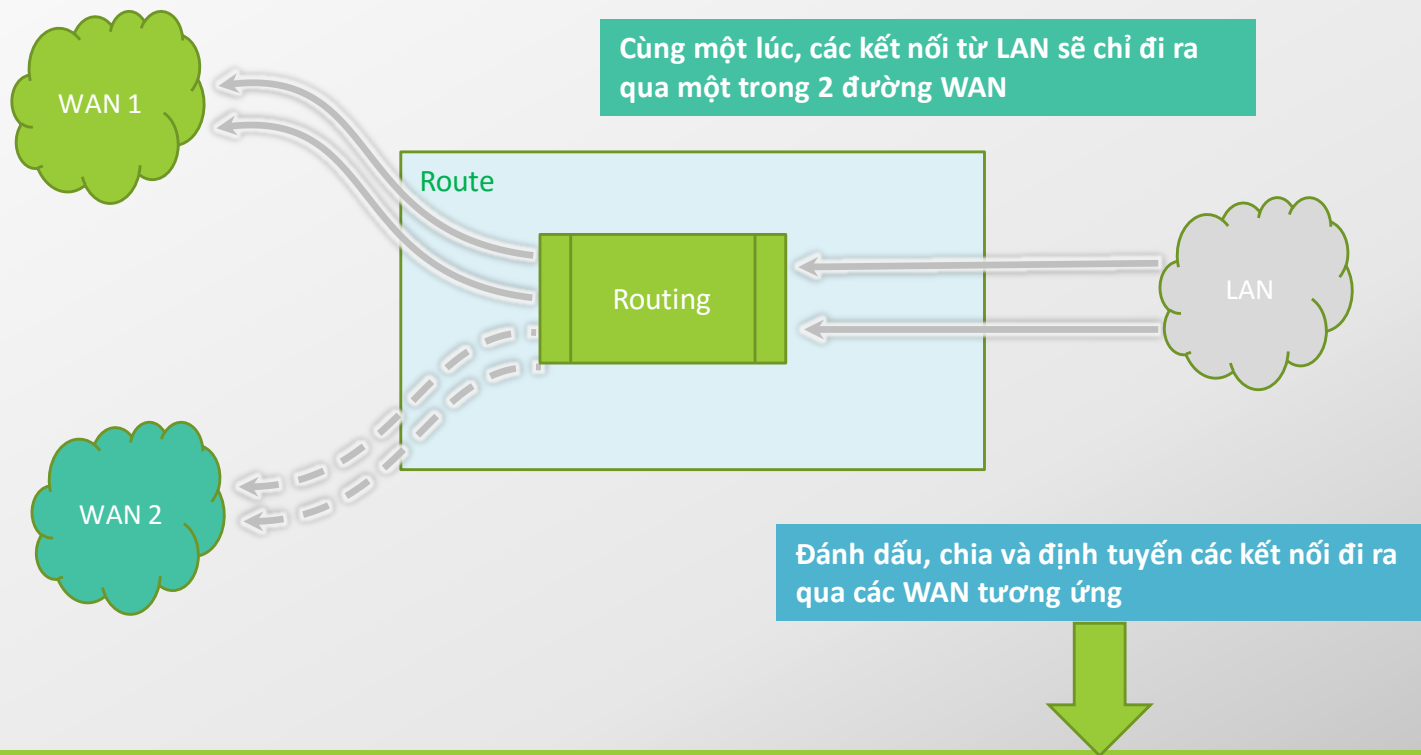 Cùng một lúc, các kết nối từ LAN sẽ chỉ đi ra
qua một trong 2 đường WAN
WAN 1
Route
Routing
LAN
WAN 2
Đánh dấu, chia và định tuyến các kết nối đi ra
qua các WAN tương ứng